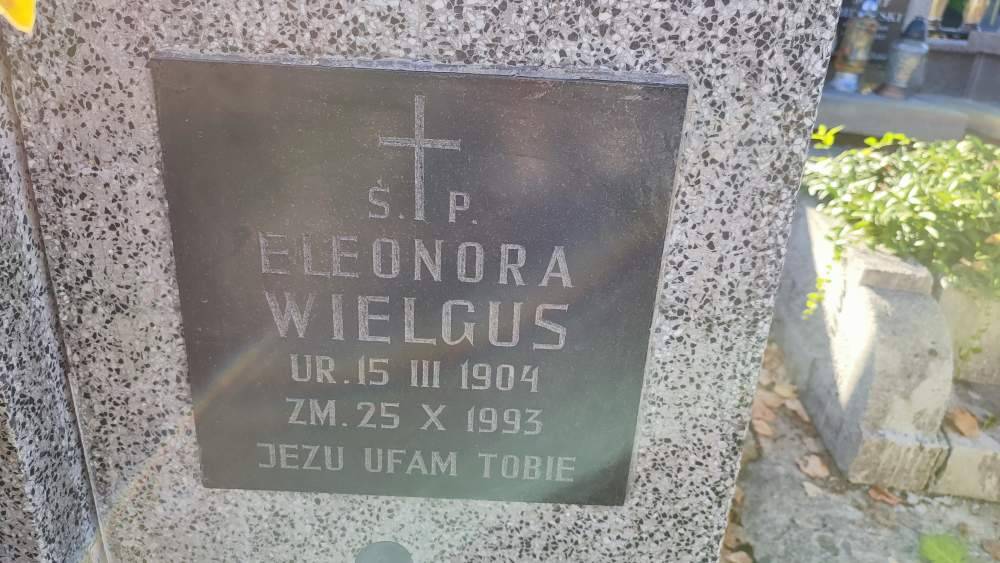 Ś. P.
ELEONORA
WIELGUS
UR. 15 III 1904
ZM. 25 X 1993
JEZU UFAM TOBIE